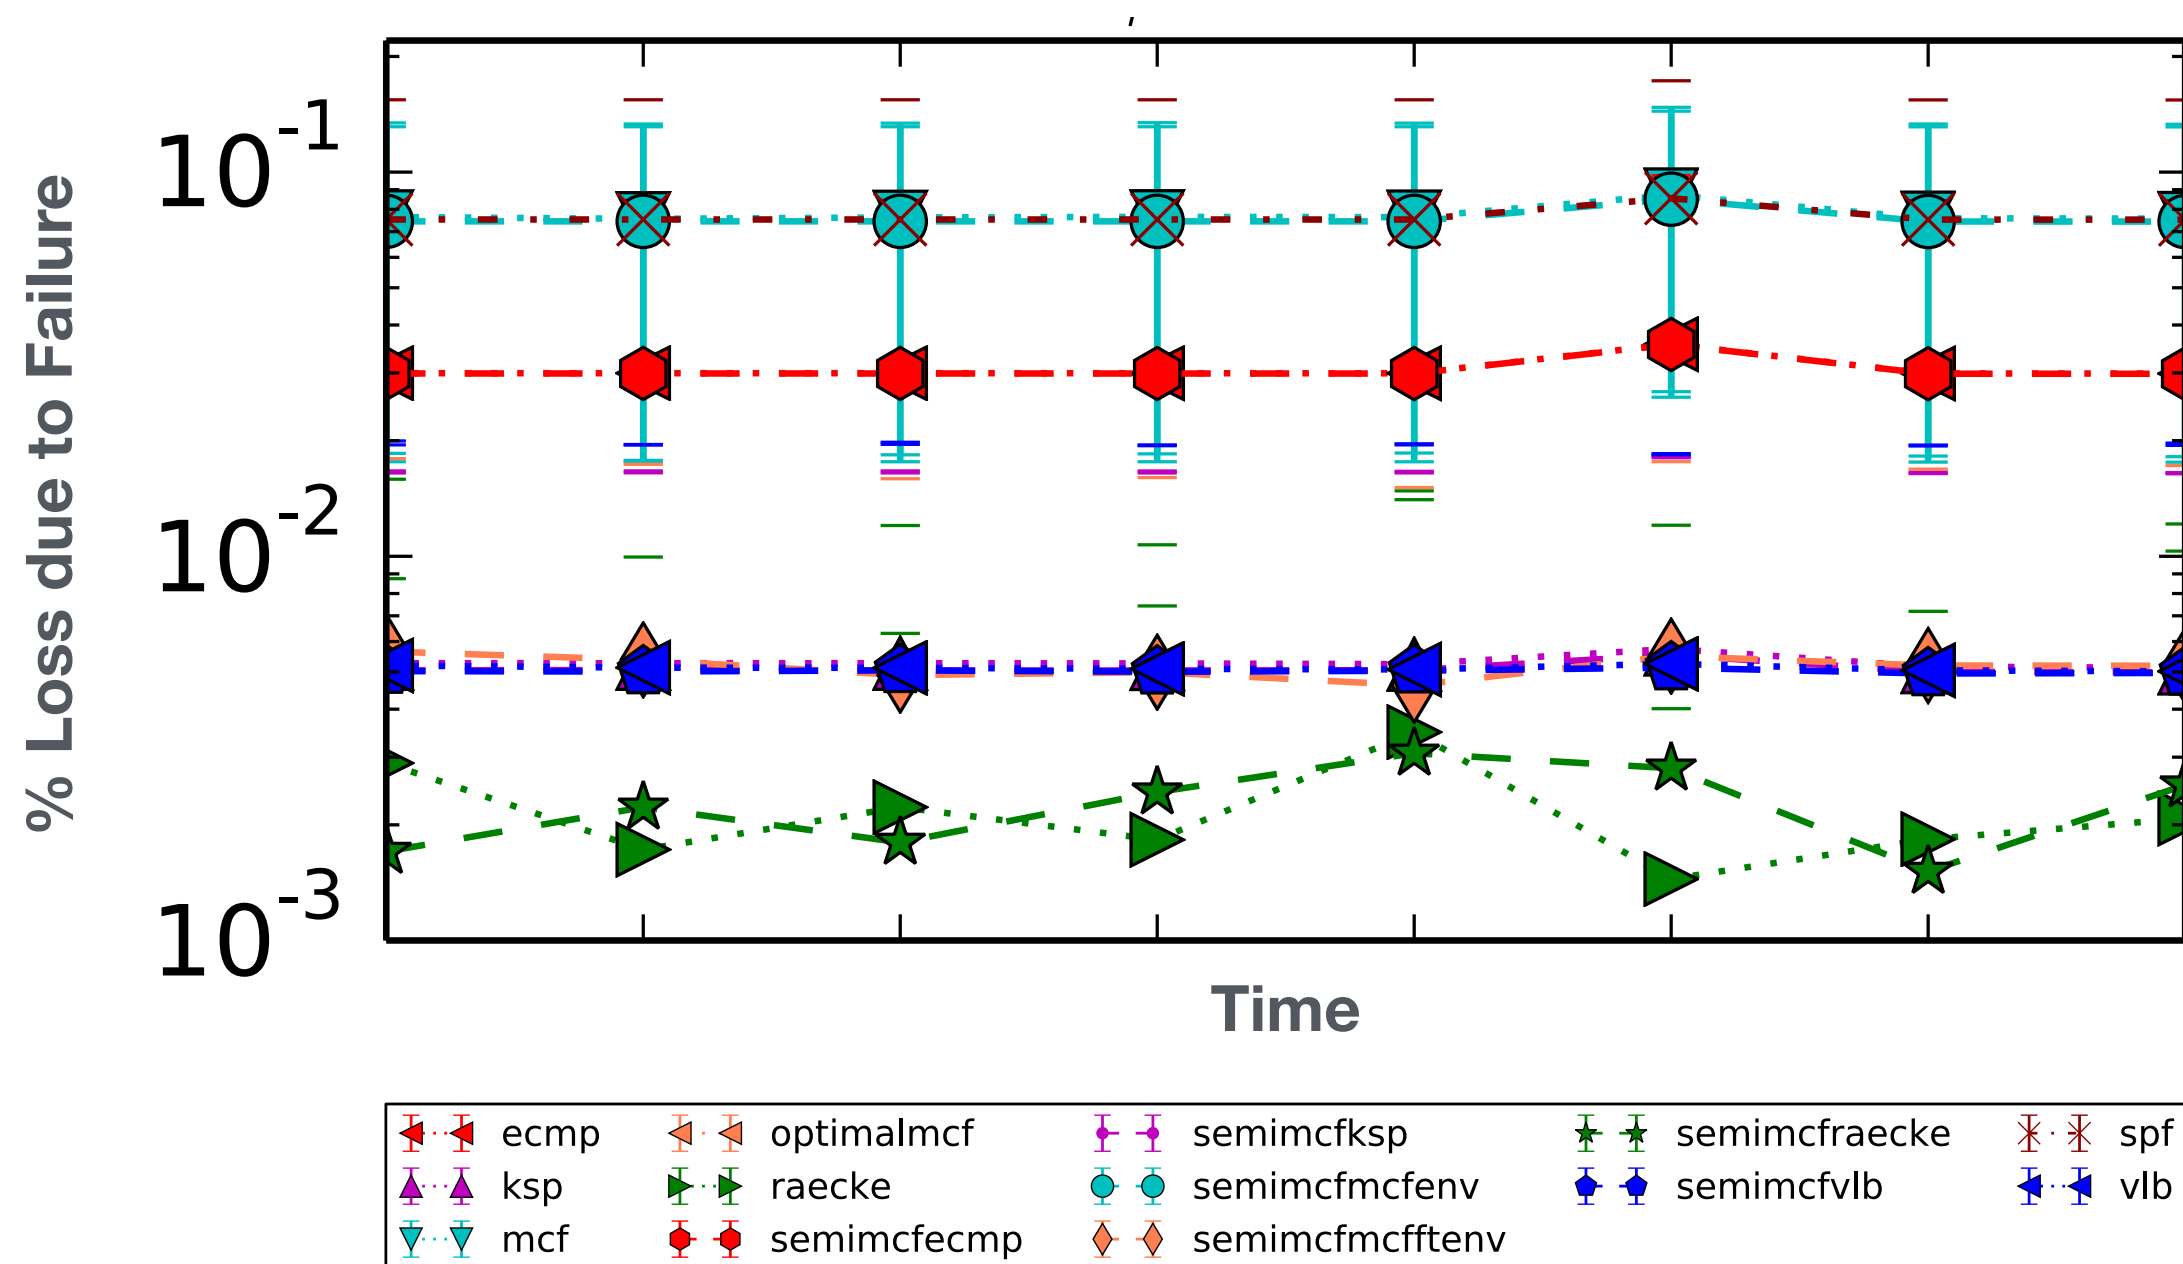 10^-1
10^-2
10^-3
% Loss due to Failure
Time
ecmp optimalmcf semimcfksp semimcfraecke spf
ksp raecke semimcfmcfenv semimcfvlb vlb
mcf semimcfecmp semimcfmcfftenv